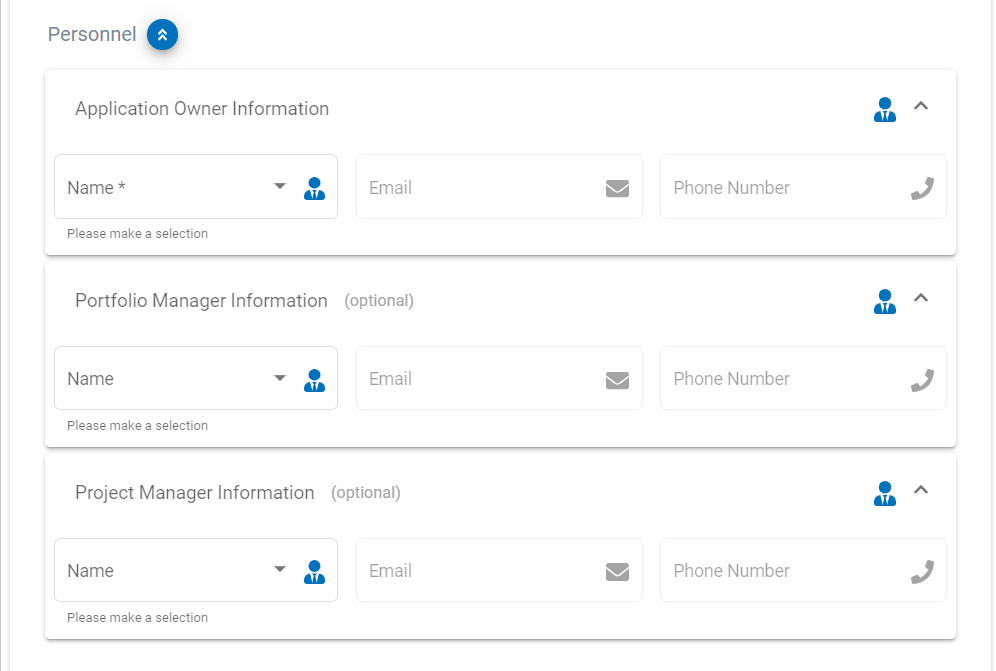 Personnel
Application Owner Information
Name * Email Phone Number
Please make a selection
Portfolio Manager Information (optional)
Name Email Phone Number
Please make a selection
Project Manager Information (optional)
Name Email Phone Number
Please make a selection